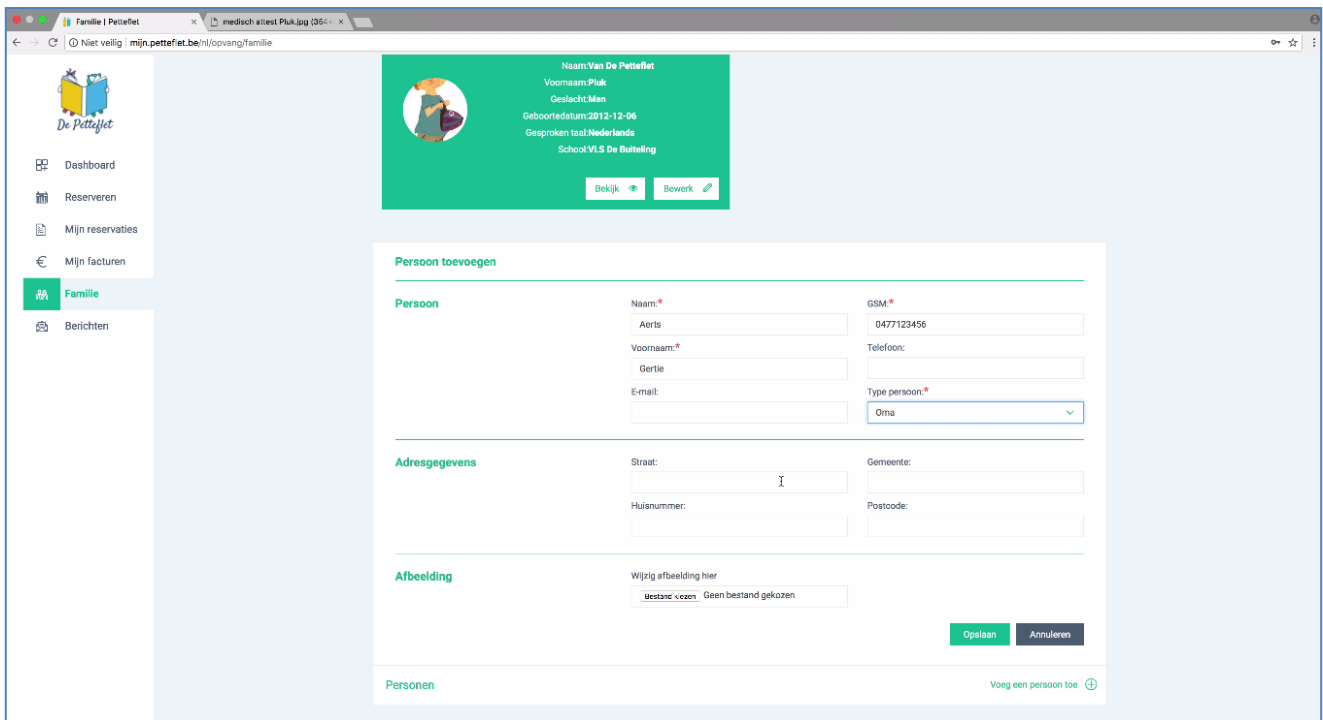 Familie | Petteflet
medisch attest Pluk.jpg (364×
Niet veilig | mijn.petteflet.be/nl/opvang/familie
De Petteflet
Dashboard
Reserveren
Mijn reservaties
Mijn facturen
Familie
Berichten
Naam:Van De Petteflet
Voornaam:Pluk
Geslacht:Man
Geboortedatum:2012-12-06
Gesproken taal:Nederlands
School:VLS De Buiteling
Bekijk
Bewerk
Persoon toevoegen
Persoon
Naam:* GSM:*
Aerts 0477123456
Voornaam:* Telefoon:
Gertie
E-mail: Type persoon:*
Oma
Adresgegevens
Straat: Gemeente:
Huisnummer: Postcode:
Afbeelding
Wijzig afbeelding hier
Bestand kiezen Geen bestand gekozen
Opslaan Annuleren
Personen Voeg een persoon toe